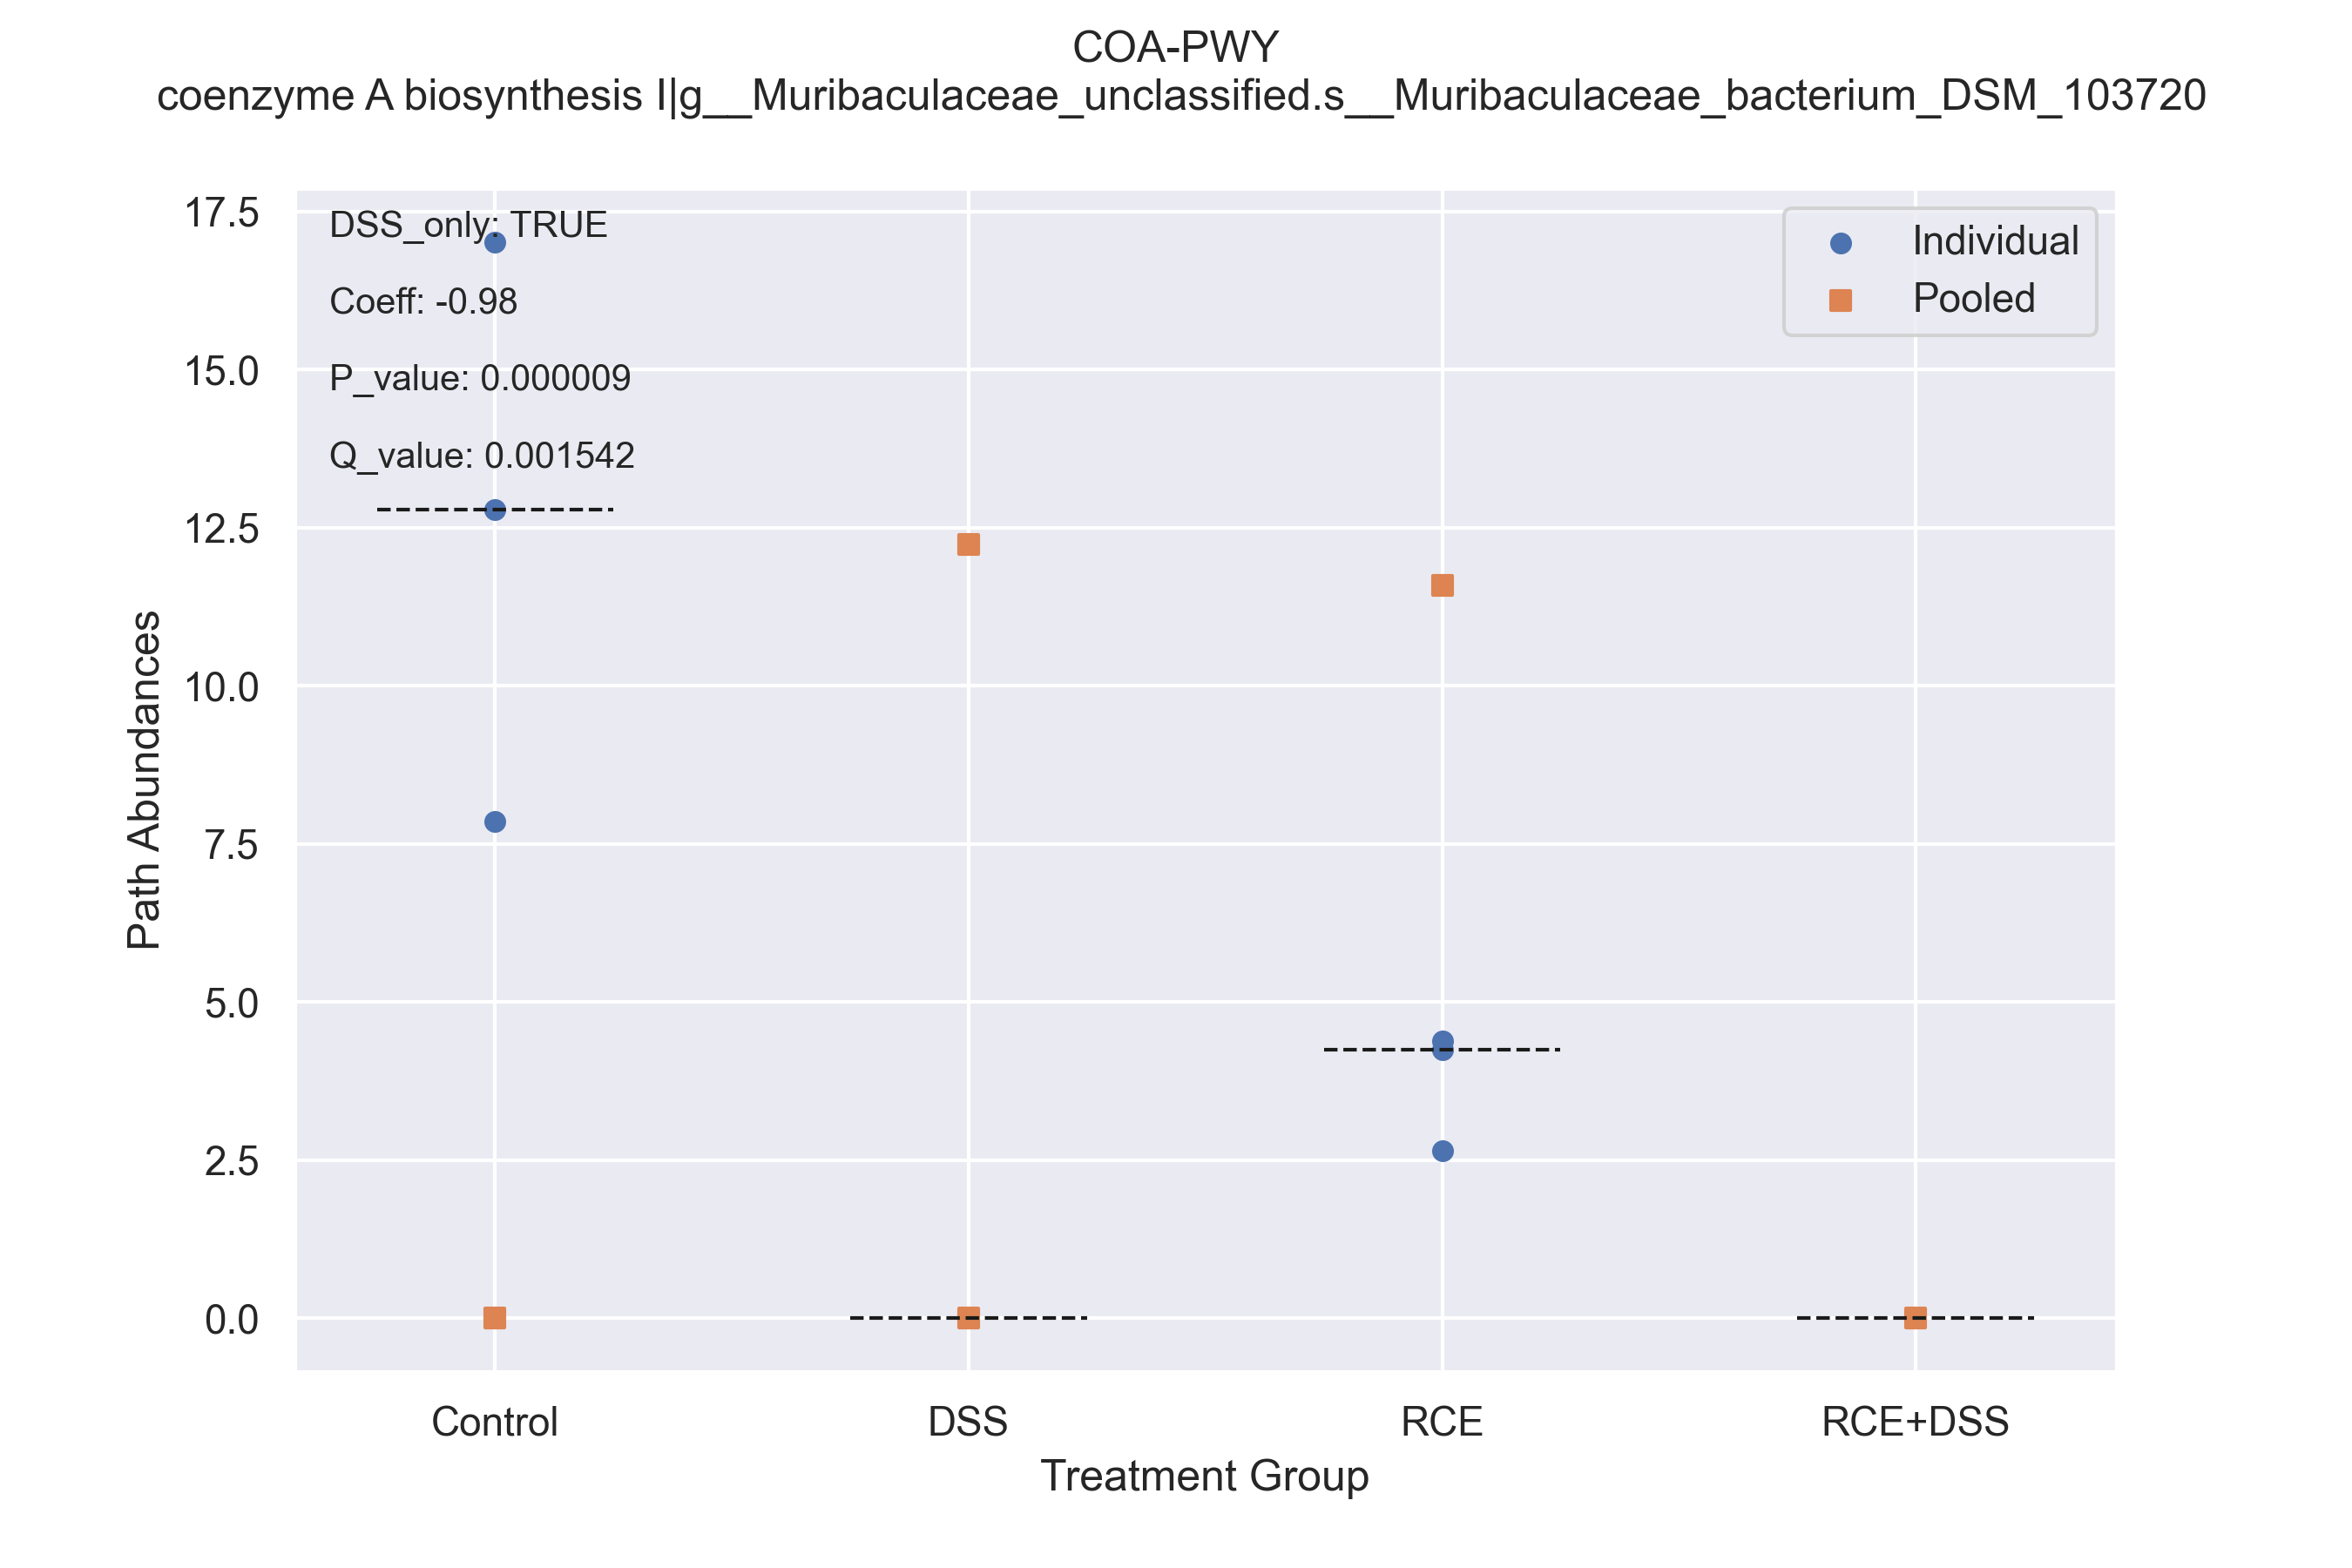 COA-PWY
coenzyme A biosynthesis I|g__Muribaculaceae_unclassified.s__Muribaculaceae_bacterium_DSM_103720
17.5
15.0
12.5
10.0
7.5
5.0
2.5
0.0
Path Abundances
DSS_only: TRUE
Coeff: -0.98
P_value: 0.000009
Q_value: 0.001542
Individual
Pooled
Control
DSS
RCE
RCE+DSS
Treatment Group